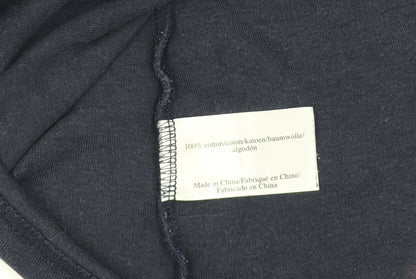 100% cotton/coton/katoen/baumwolle/
algodón
Made in China/Fabriqué en Chine/
Fabricado en China